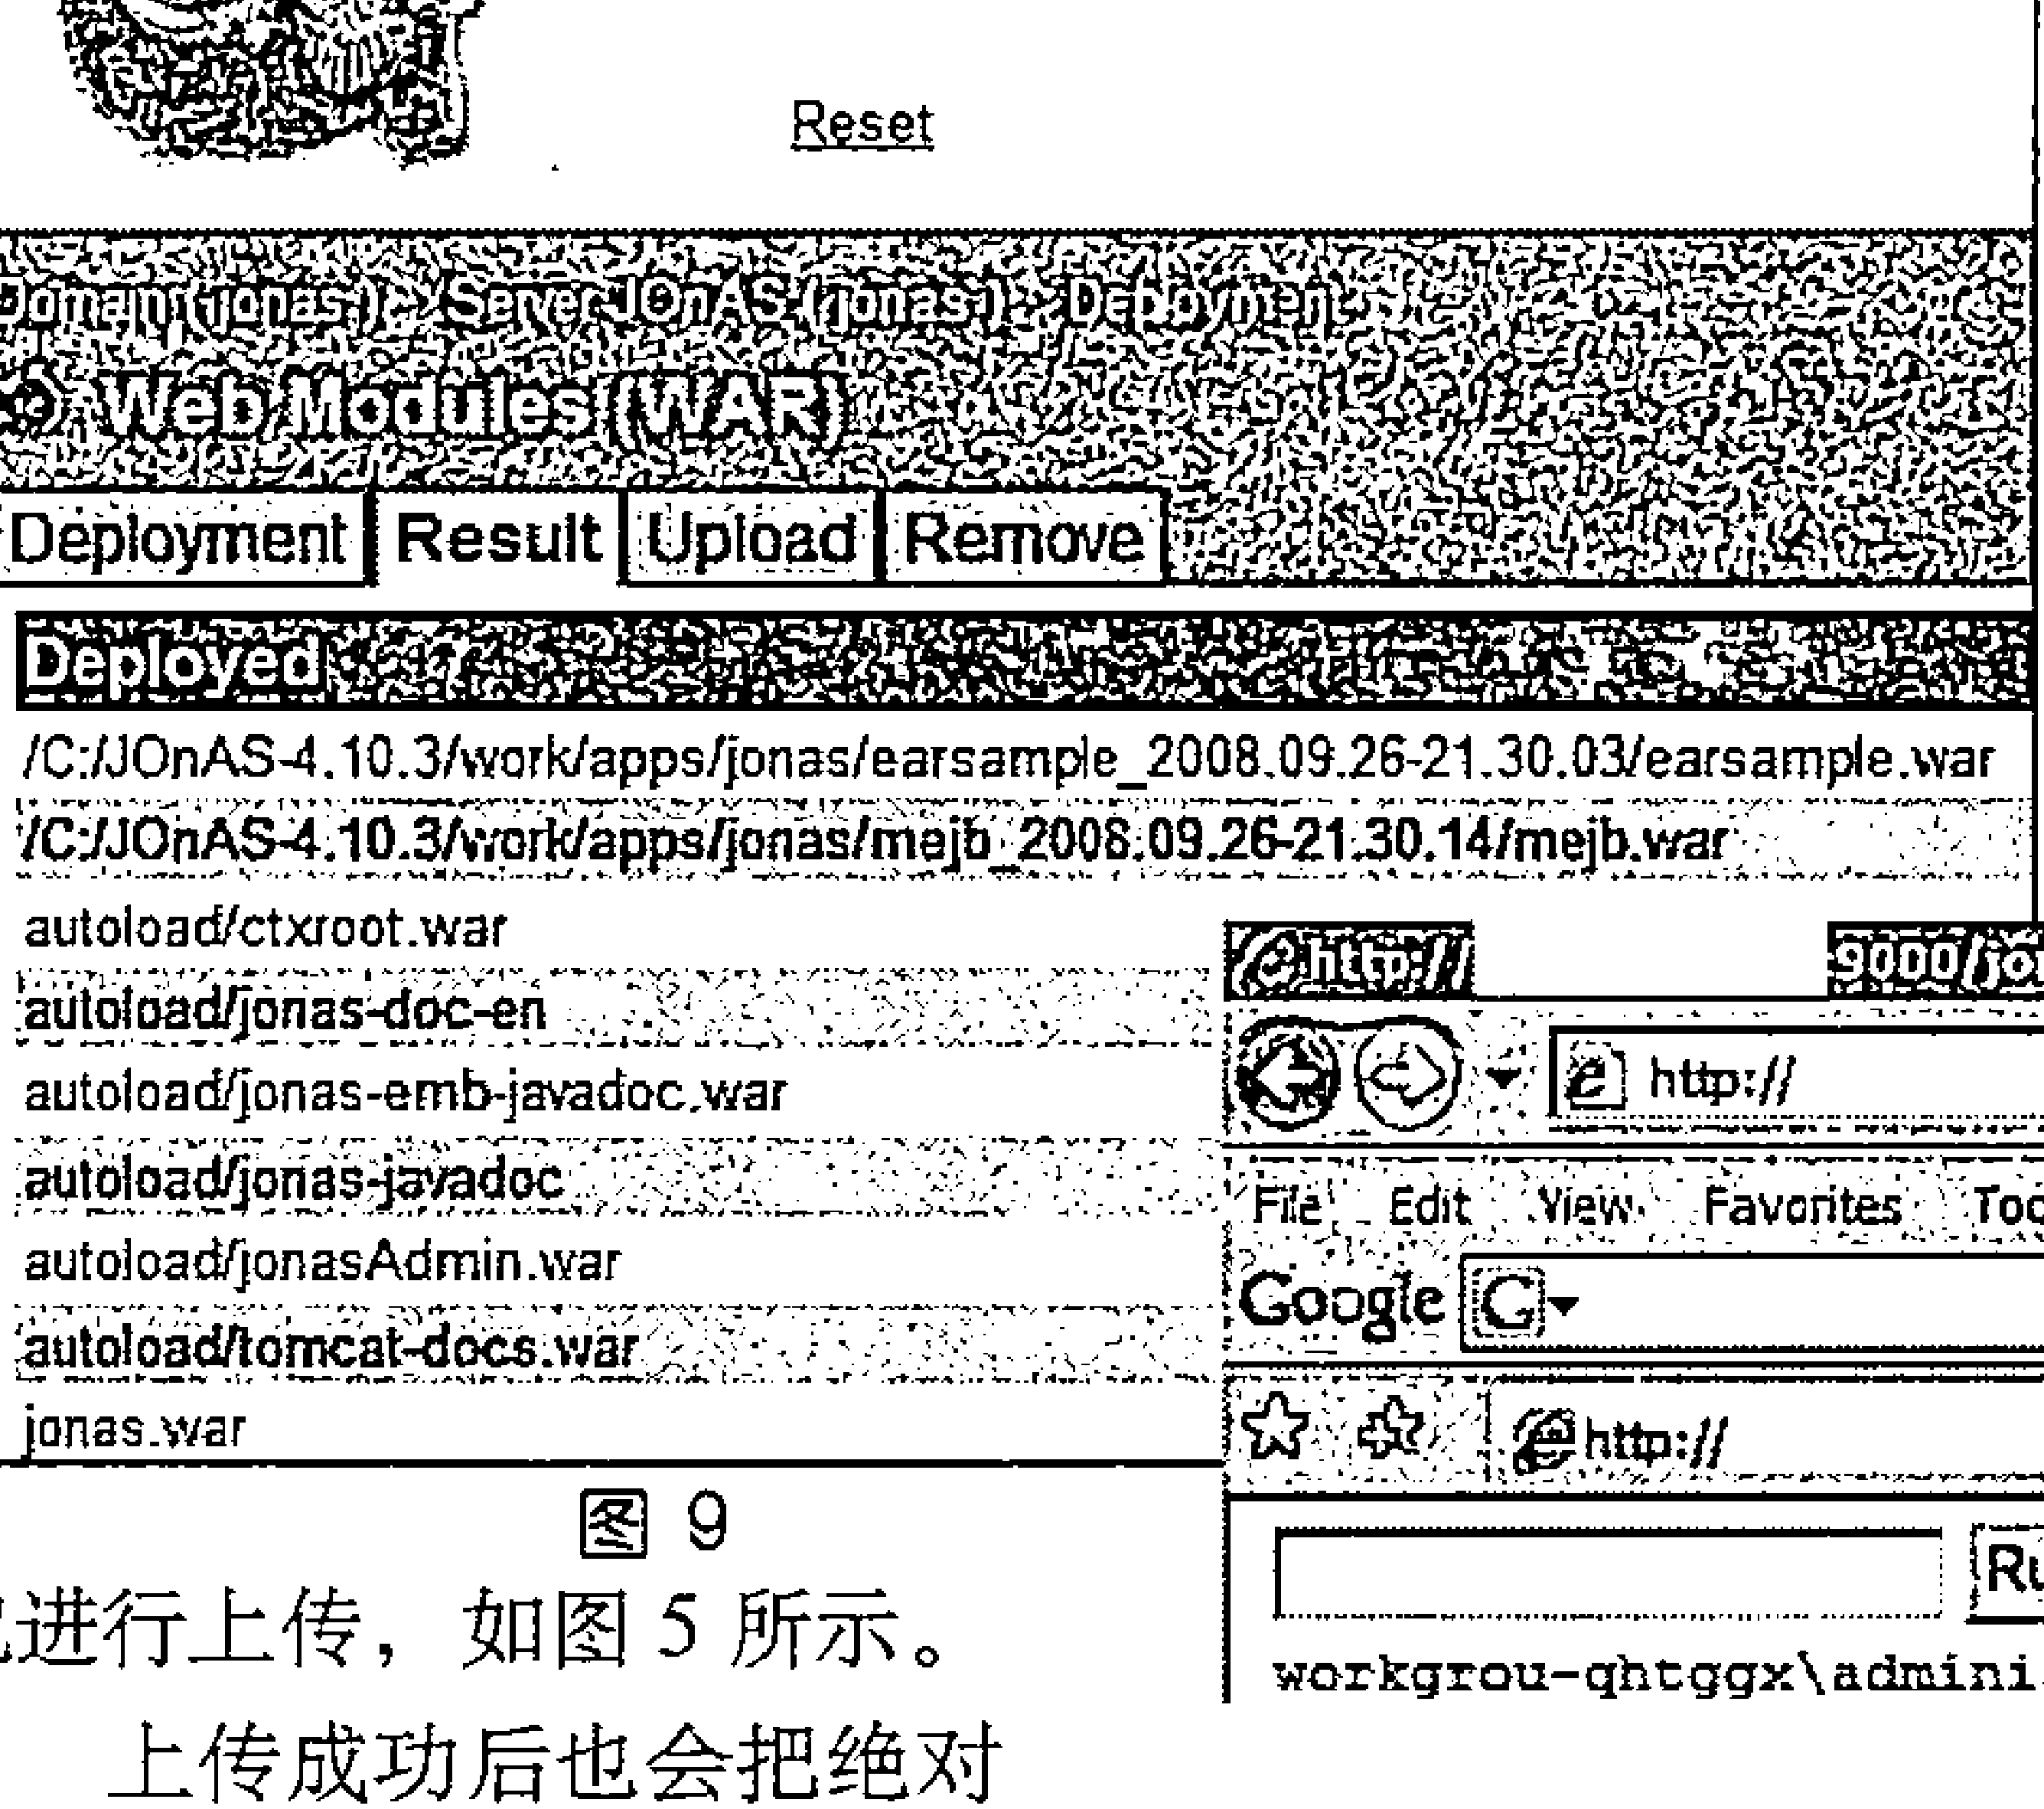 Reset
Domain (jonas) > Server JOnAS (jonas) > Deployment
Web Modules (WAR)
Deployment Result Upload Remove
Deployed
/C:/JOnAS-4.10.3/work/apps/jonas/earsample_2008.09.26-21.30.03/earsample.war
/C:/JOnAS-4.10.3/work/apps/jonas/mejb_2008.09.26-21.30.14/mejb.war
autoload/ctxroot.war
autoload/jonas-doc-en
autoload/jonas-emb-javadoc.war
autoload/jonas-javadoc
autoload/jonasAdmin.war
autoload/tomcat-docs.war
jonas.war
http:// 9000/jo
http://
File Edit View Favorites Too
Google G
http://
Ru
workgrou-qhtggx\admini
图 9
进行上传，如图 5 所示。
上传成功后也会把绝对